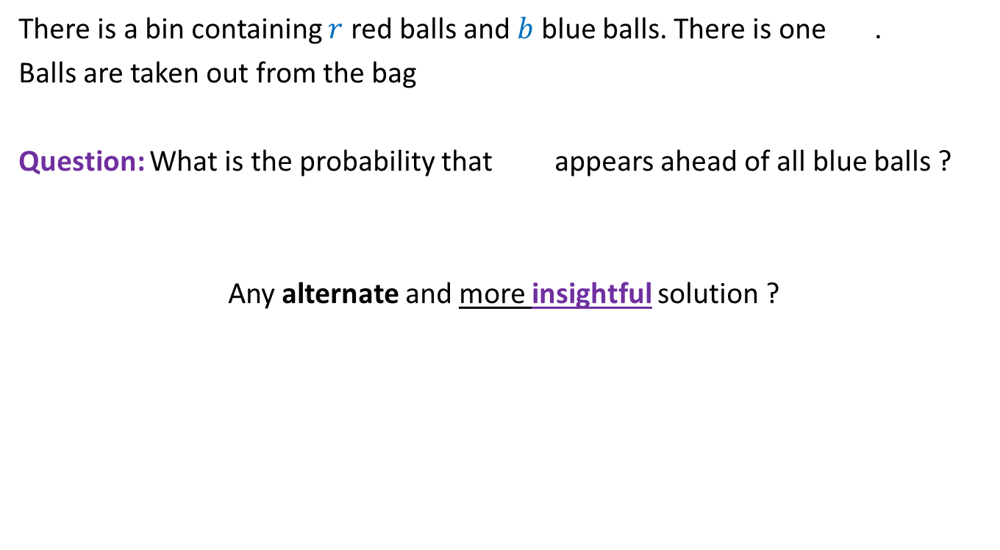 There is a bin containing r red balls and b blue balls. There is one .
Balls are taken out from the bag
Question: What is the probability that appears ahead of all blue balls ?
Any alternate and more insightful solution ?